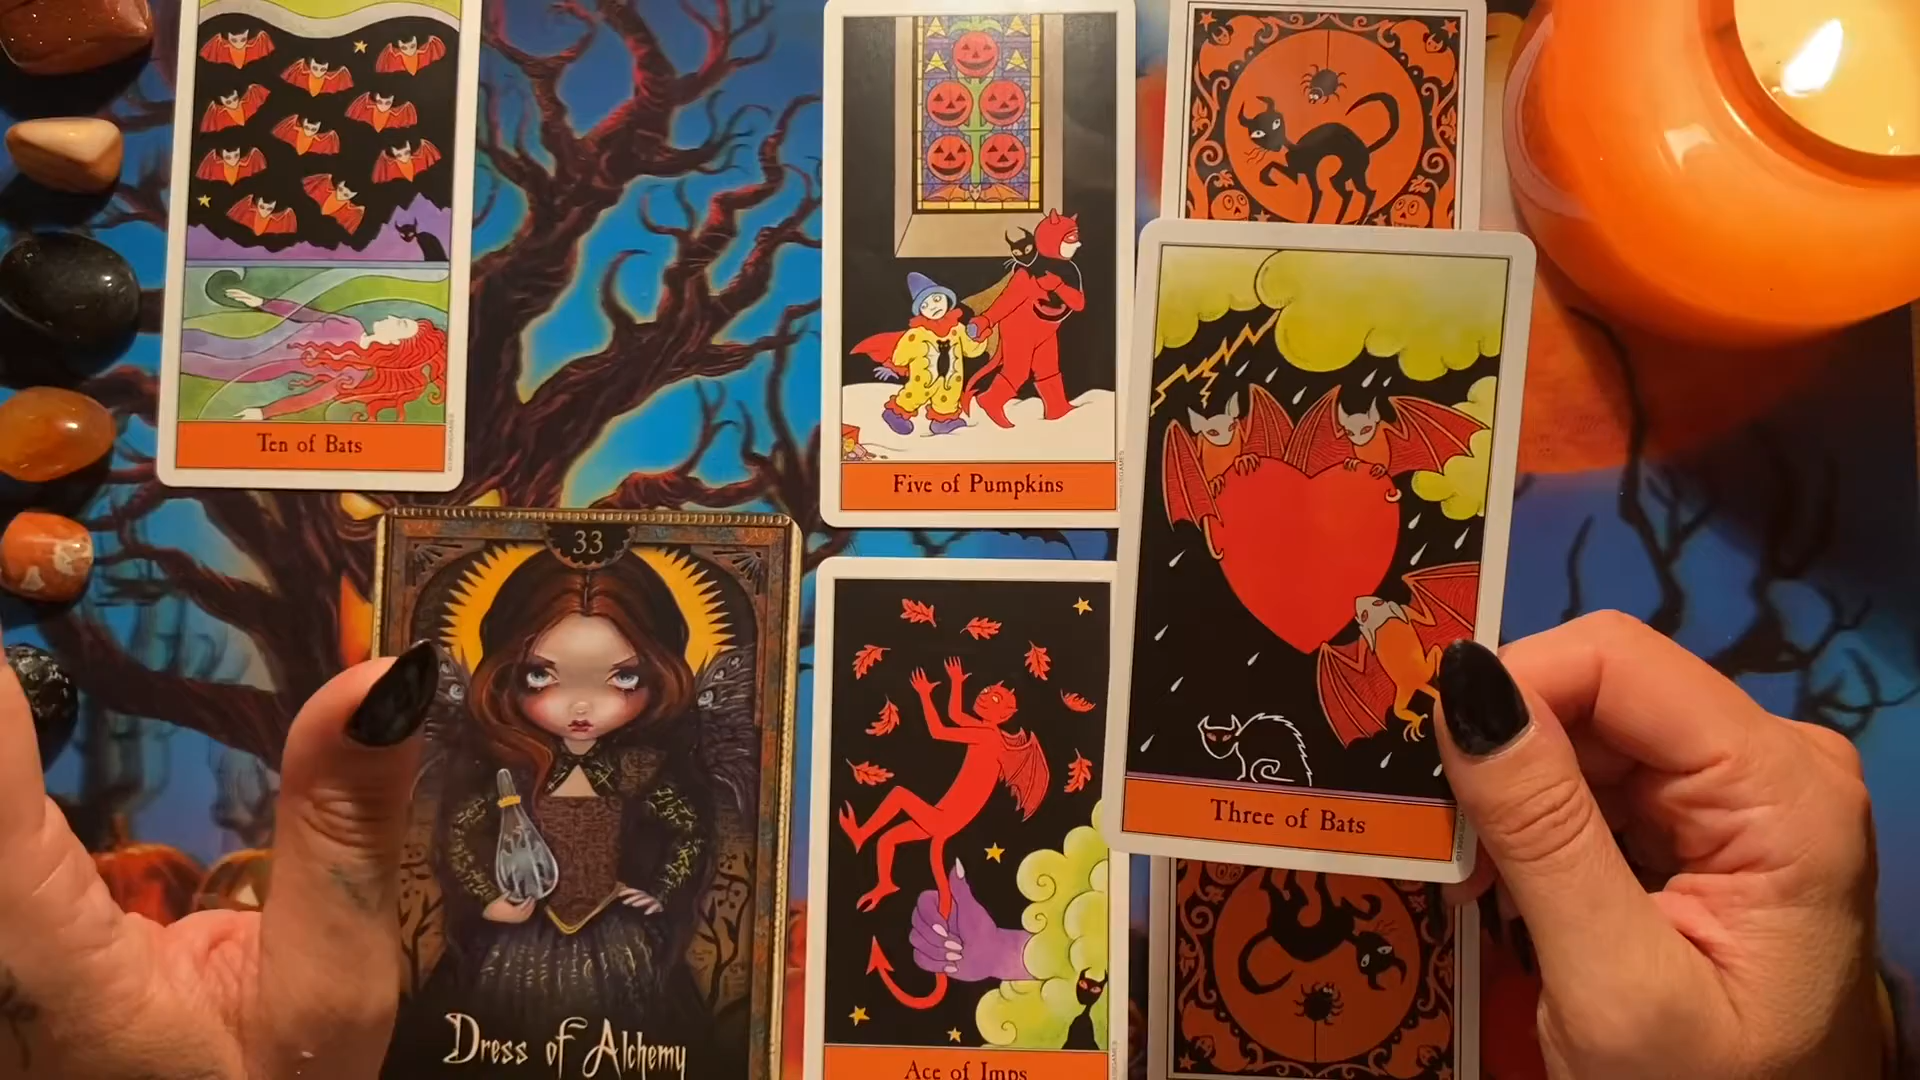 Ten of Bats
Five of Pumpkins
33
Three of Bats
Dress of Alchemy
Ace of Imps